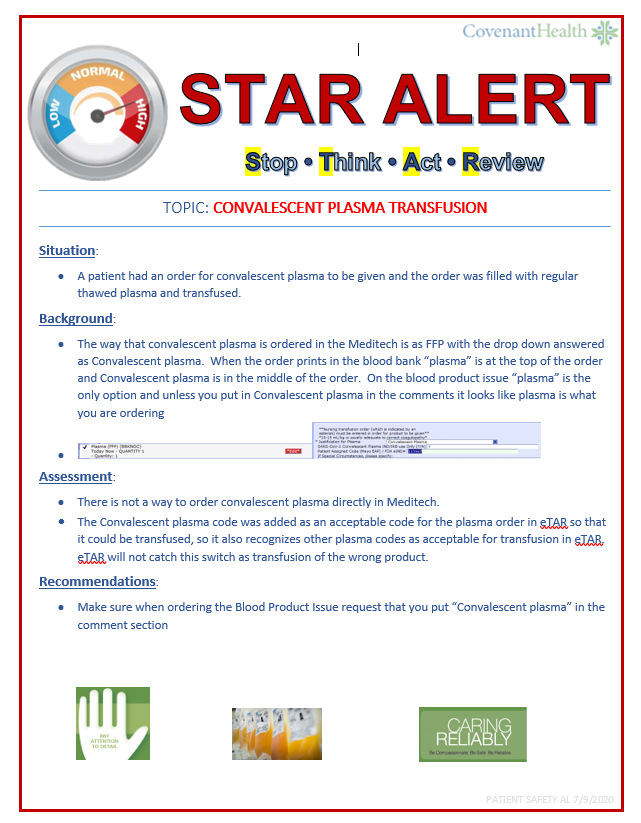 CovenantHealth
LOW
NORMAL
HIGH
STAR ALERT
Stop • Think • Act • Review
TOPIC: CONVALESCENT PLASMA TRANSFUSION
Situation:
• A patient had an order for convalescent plasma to be given and the order was filled with regular
thawed plasma and transfused.
Background:
• The way that convalescent plasma is ordered in the Meditech is as FFP with the drop down answered
as Convalescent plasma. When the order prints in the blood bank “plasma” is at the top of the order
and Convalescent plasma is in the middle of the order. On the blood product issue “plasma” is the
only option and unless you put in Convalescent plasma in the comments it looks like plasma is what
you are ordering
**Nursing transfusion order (which is indicated by an
asterisk) must be entered in order for product to be given**
*10-15 mL/kg is usually adequate to correct coagulopathy*
* Justification for Plasma Convalescent Plasma
SARS-CoV-2 Convalescent Plasma IND/EAP use Only (Y/N)? Y
Patient Assigned Code (Mayo EXP) / FDA eIND#:
If Special Circumstances, please specify:
• Plasma (FFP) (BBKNOC)
Today Now - QUANTITY 1
- Quantity: 1
Assessment:
• There is not a way to order convalescent plasma directly in Meditech.
• The Convalescent plasma code was added as an acceptable code for the plasma order in eTAR so that
it could be transfused, so it also recognizes other plasma codes as acceptable for transfusion in eTAR.
eTAR will not catch this switch as transfusion of the wrong product.
Recommendations:
• Make sure when ordering the Blood Product Issue request that you put “Convalescent plasma” in the
comment section
PAY
ATTENTION
TO DETAIL
CARING
RELIABLY
Be Compassionate. Be Safe. Be Reliable.
PATIENT SAFETY AL 7/9/2020